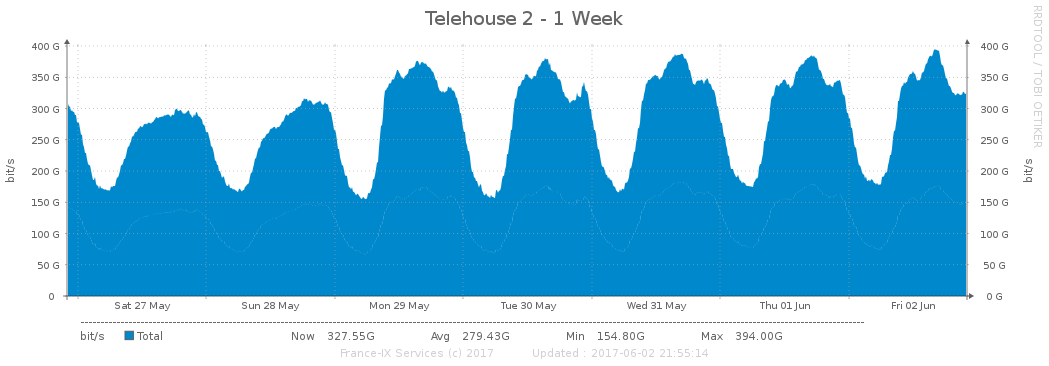 Telehouse 2 - 1 Week
RRDTOOL / TOBI OETIKER
400 G 400 G
350 G 350 G
300 G 300 G
250 G 250 G
200 G 200 G
150 G 150 G
100 G 100 G
50 G 50 G
0 0 G
bit/s
bit/s
Sat 27 May Sun 28 May Mon 29 May Tue 30 May Wed 31 May Thu 01 Jun Fri 02 Jun
bit/s Total Now 327.55G Avg 279.43G Min 154.80G Max 394.00G
France-IX Services (c) 2017 Updated : 2017-06-02 21:55:14